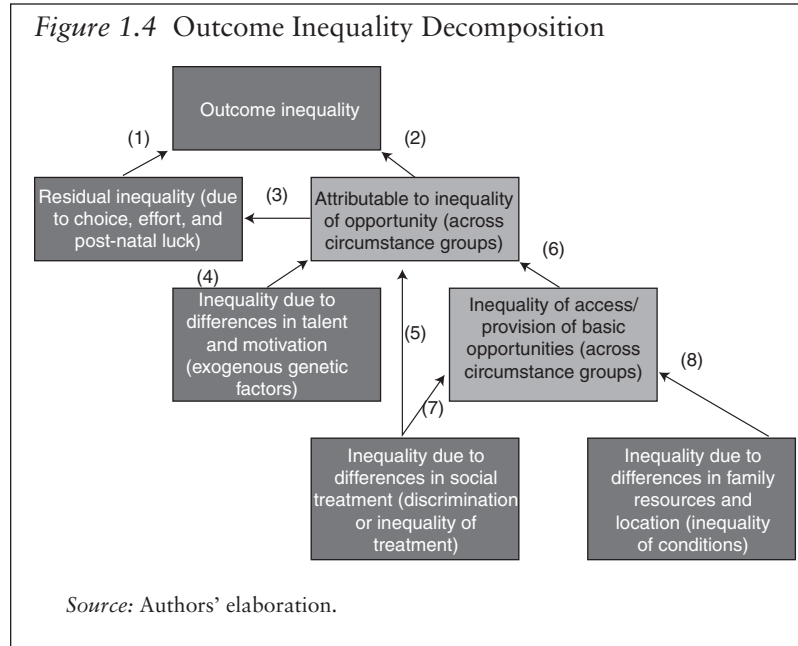 Figure 1.4 Outcome Inequality Decomposition
Outcome inequality
(1)
(2)
Residual inequality (due
to choice, effort, and
post-natal luck)
(3)
Attributable to inequality
of opportunity (across
circumstance groups)
(4)
(6)
Inequality due to
differences in talent
and motivation
(exogenous genetic
factors)
(5)
Inequality of access/
provision of basic
opportunities (across
circumstance groups)
(8)
(7)
Inequality due to
differences in social
treatment (discrimination
or inequality of
treatment)
Inequality due to
differences in family
resources and
location (inequality
of conditions)
Source: Authors’ elaboration.